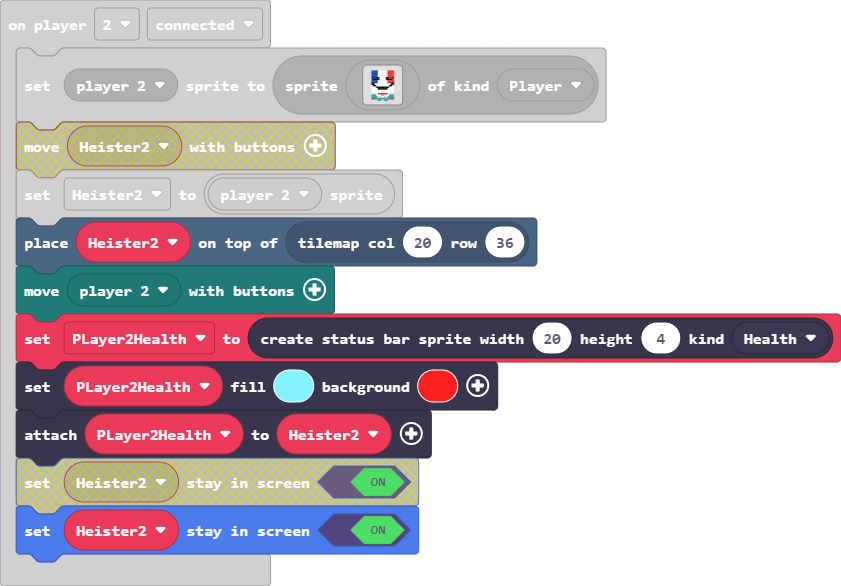 on player 2 connected
set player 2 sprite to sprite of kind Player
move Heister2 with buttons
set Heister2 to player 2 sprite
place Heister2 on top of tilemap col 20 row 36
move player 2 with buttons
set PLayer2Health to create status bar sprite width 20 height 4 kind Health
set PLayer2Health fill background
attach PLayer2Health to Heister2
set Heister2 stay in screen ON
set Heister2 stay in screen ON